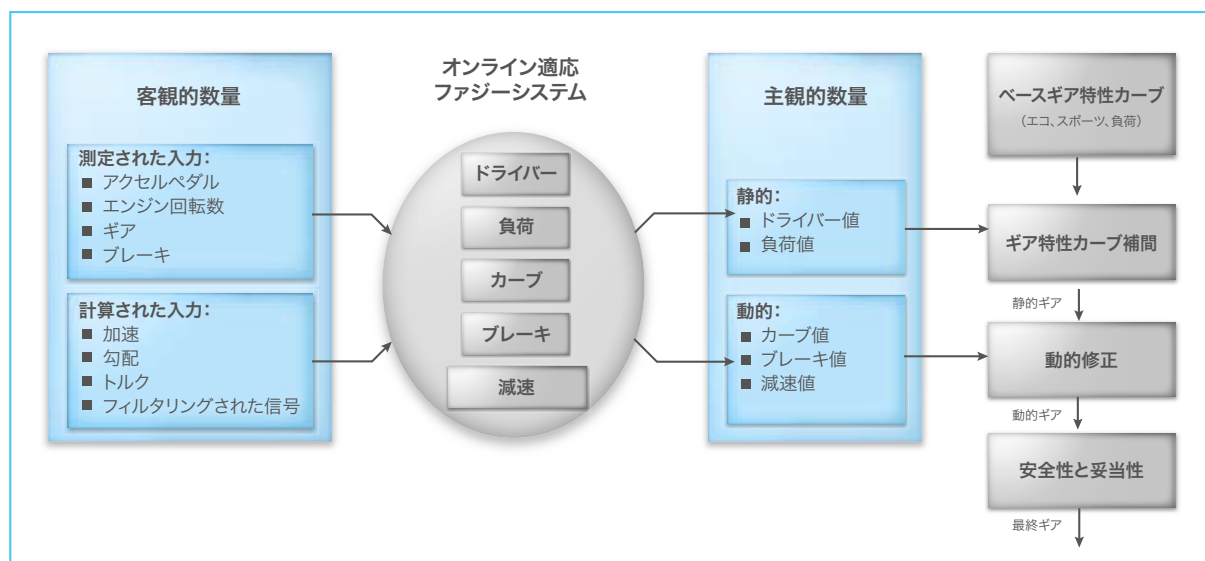 客観的数量
測定された入力：
■ アクセルペダル
■ エンジン回転数
■ ギア
■ ブレーキ
計算された入力：
■ 加速
■ 勾配
■ トルク
■ フィルタリングされた信号
オンライン適応
ファジーシステム
ドライバー
負荷
カーブ
ブレーキ
減速
主観的数量
静的：
■ ドライバー値
■ 負荷値
動的：
■ カーブ値
■ ブレーキ値
■ 減速値
ベースギア特性カーブ
（エコ、スポーツ、負荷）
ギア特性カーブ補間
静的ギア
動的修正
動的ギア
安全性と妥当性
最終ギア